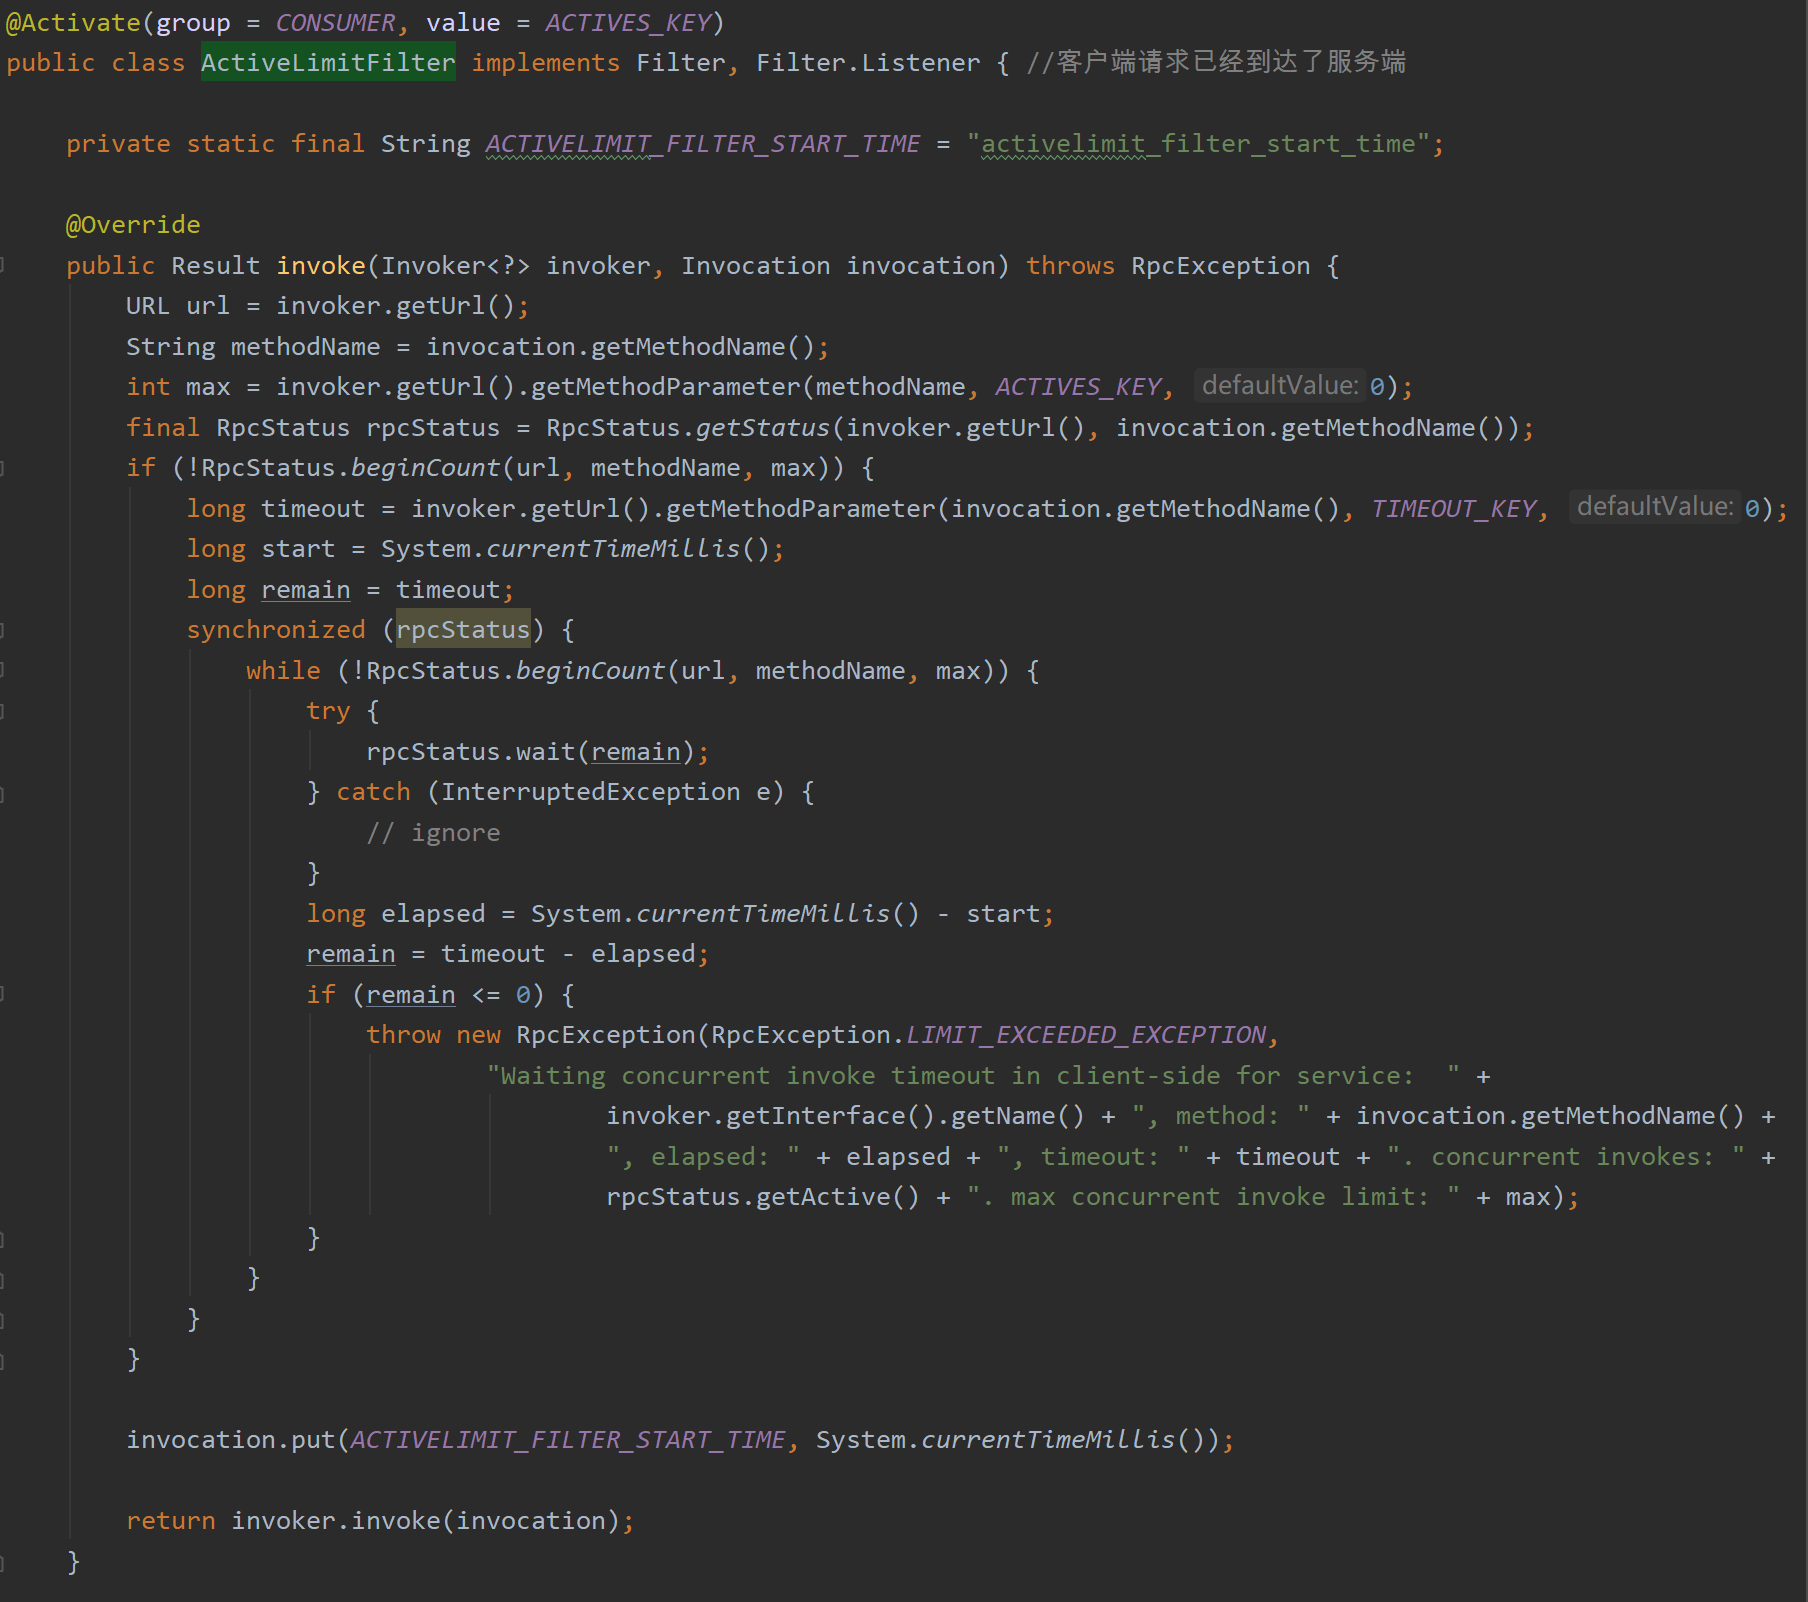 @Activate(group = CONSUMER, value = ACTIVES_KEY)
public class ActiveLimitFilter implements Filter, Filter.Listener { //客户端请求已经到达了服务端
private static final String ACTIVELIMIT_FILTER_START_TIME = "activelimit_filter_start_time";
@Override
public Result invoke(Invoker<?> invoker, Invocation invocation) throws RpcException {
URL url = invoker.getUrl();
String methodName = invocation.getMethodName();
int max = invoker.getUrl().getMethodParameter(methodName, ACTIVES_KEY, defaultValue: 0);
final RpcStatus rpcStatus = RpcStatus.getStatus(invoker.getUrl(), invocation.getMethodName());
if (!RpcStatus.beginCount(url, methodName, max)) {
long timeout = invoker.getUrl().getMethodParameter(invocation.getMethodName(), TIMEOUT_KEY, defaultValue: 0);
long start = System.currentTimeMillis();
long remain = timeout;
synchronized (rpcStatus) {
while (!RpcStatus.beginCount(url, methodName, max)) {
try {
rpcStatus.wait(remain);
} catch (InterruptedException e) {
// ignore
}
long elapsed = System.currentTimeMillis() - start;
remain = timeout - elapsed;
if (remain <= 0) {
throw new RpcException(RpcException.LIMIT_EXCEEDED_EXCEPTION,
"Waiting concurrent invoke timeout in client-side for service:  " +
invoker.getInterface().getName() + ", method: " + invocation.getMethodName() +
", elapsed: " + elapsed + ", timeout: " + timeout + ". concurrent invokes: " +
rpcStatus.getActive() + ". max concurrent invoke limit: " + max);
}
}
}
}
invocation.put(ACTIVELIMIT_FILTER_START_TIME, System.currentTimeMillis());
return invoker.invoke(invocation);
}